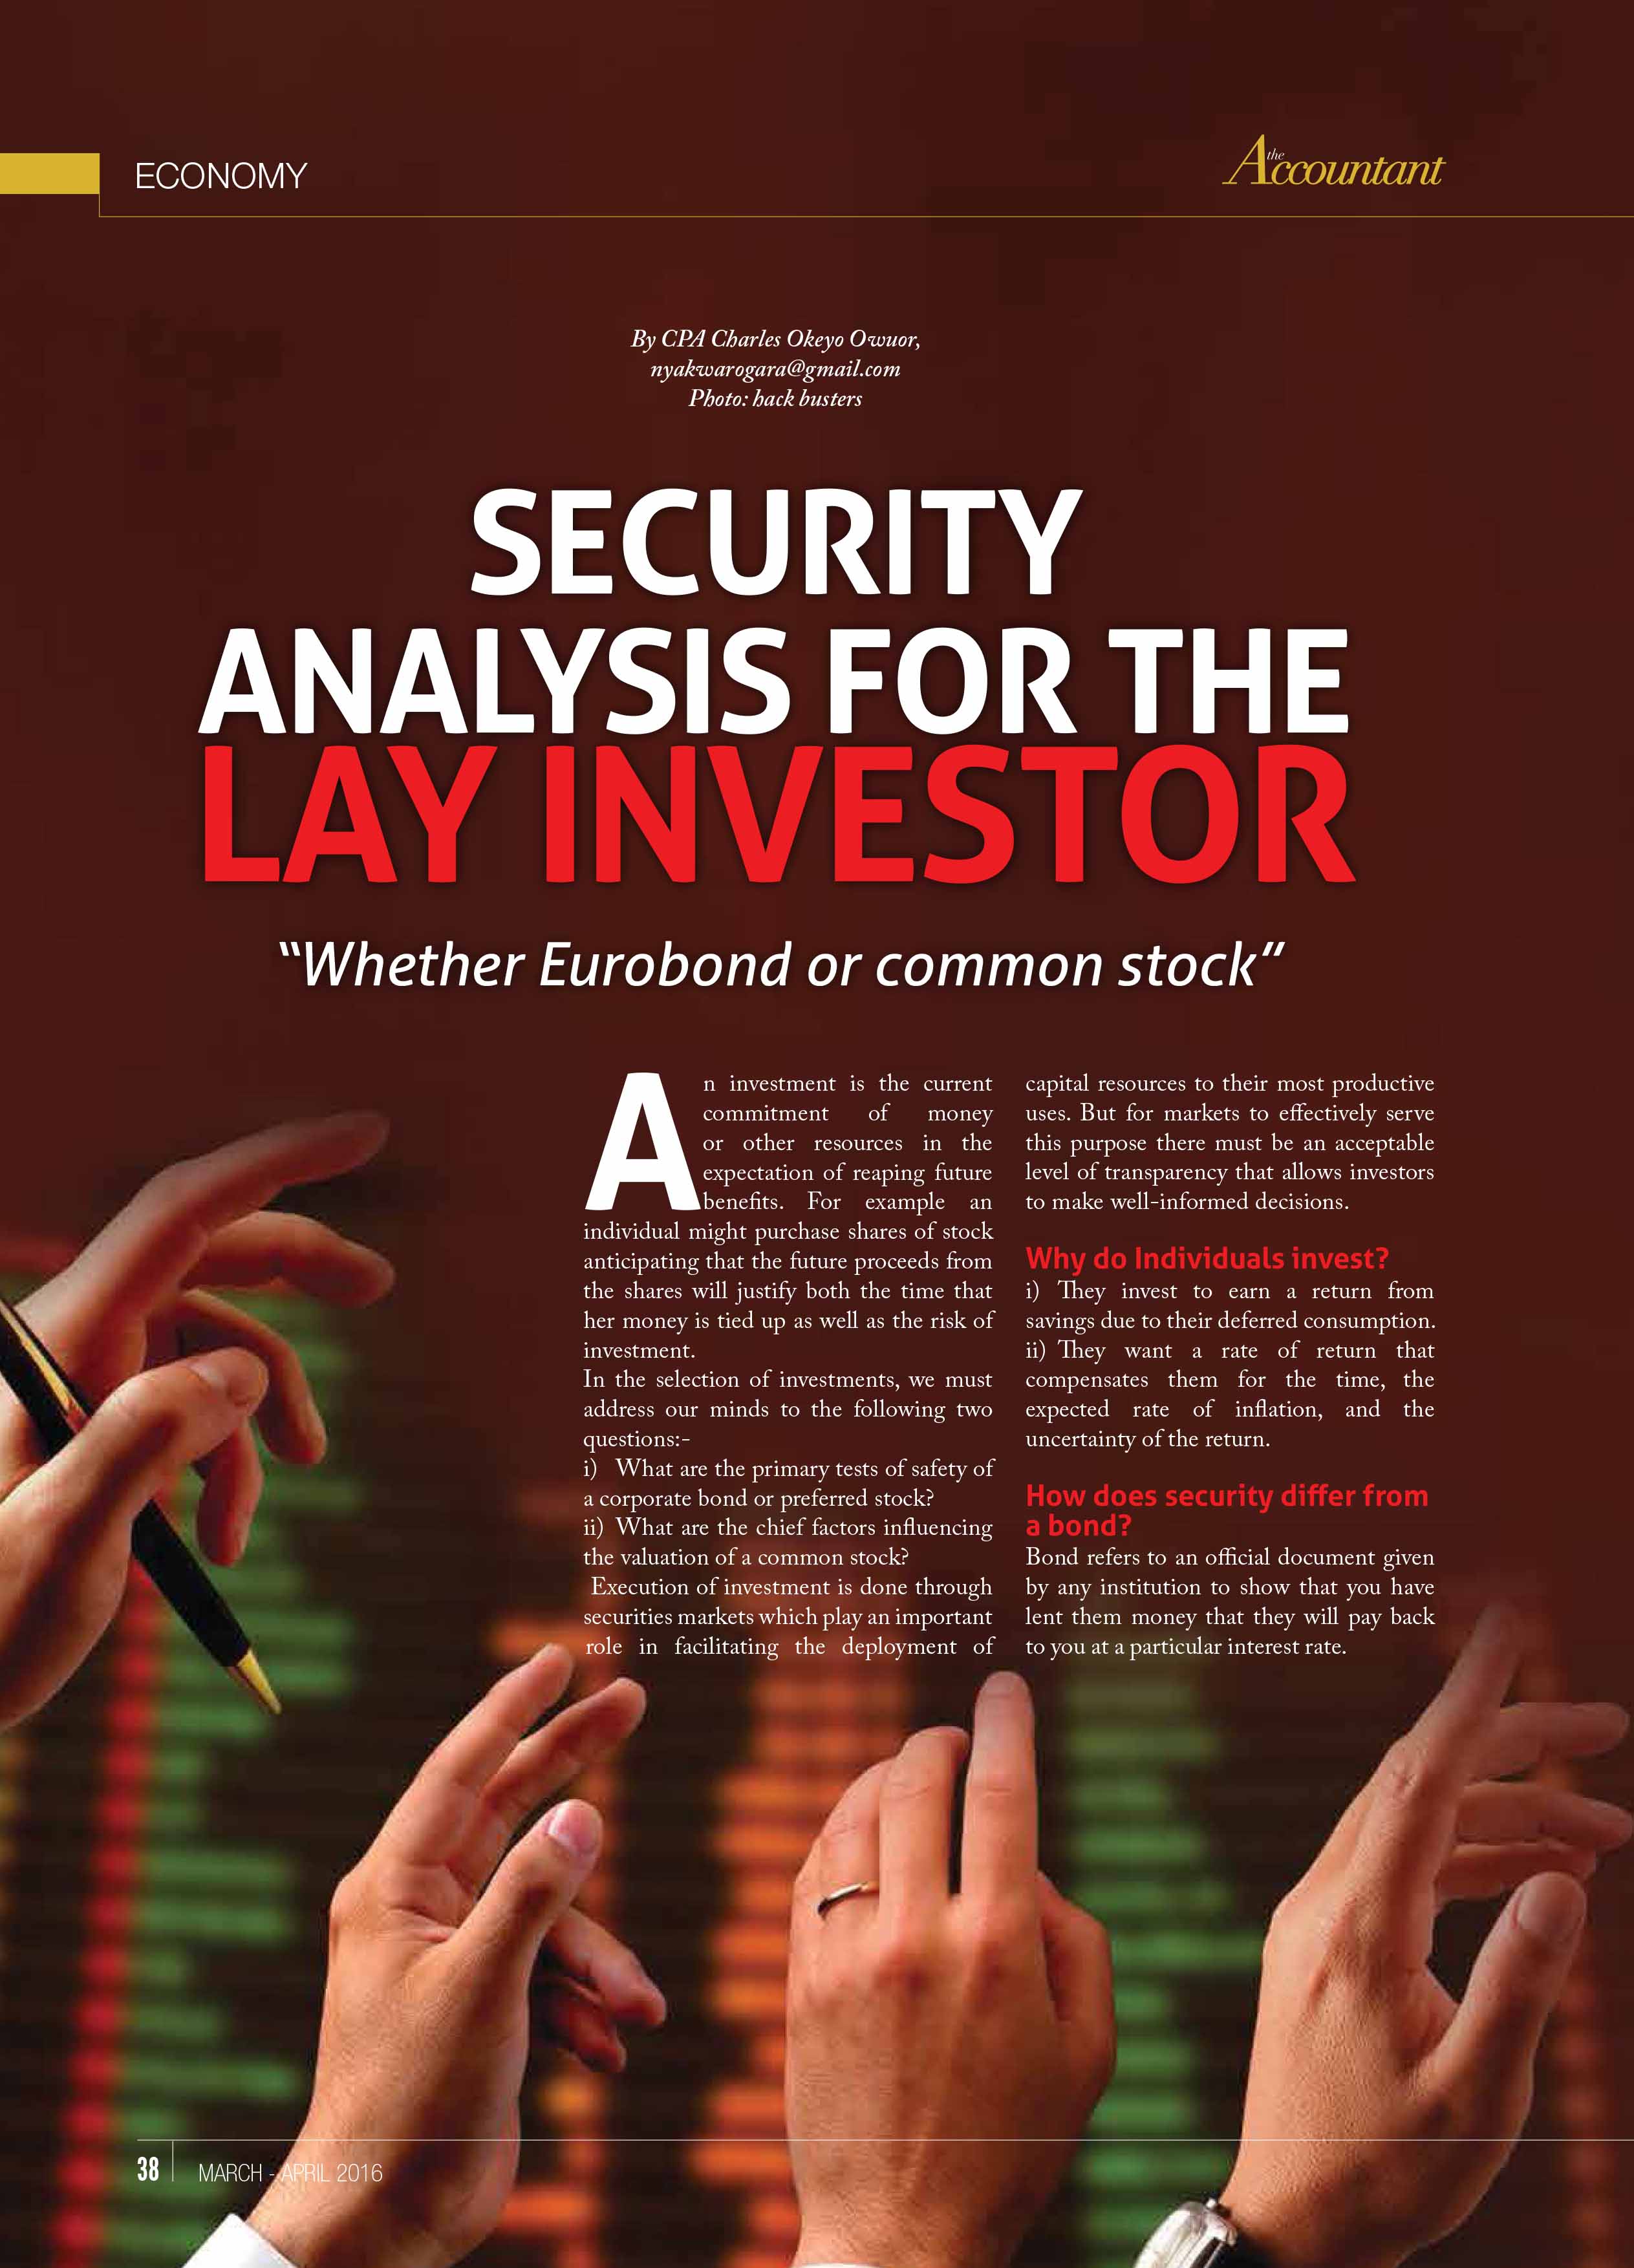 ECONOMY
the Accountant
By CPA Charles Okeyo Owuor,
nyakwarogara@gmail.com
Photo: hack busters
SECURITY
ANALYSIS FOR THE
LAY INVESTOR
“Whether Eurobond or common stock”
An investment is the current
commitment of money
or other resources in the
expectation of reaping future
benefits. For example an
individual might purchase shares of stock
anticipating that the future proceeds from
the shares will justify both the time that
her money is tied up as well as the risk of
investment.
In the selection of investments, we must
address our minds to the following two
questions:-
i) What are the primary tests of safety of
a corporate bond or preferred stock?
ii) What are the chief factors influencing
the valuation of a common stock?
Execution of investment is done through
securities markets which play an important
role in facilitating the deployment of
capital resources to their most productive
uses. But for markets to effectively serve
this purpose there must be an acceptable
level of transparency that allows investors
to make well-informed decisions.
Why do Individuals invest?
i) They invest to earn a return from
savings due to their deferred consumption.
ii) They want a rate of return that
compensates them for the time, the
expected rate of inflation, and the
uncertainty of the return.
How does security differ from
a bond?
Bond refers to an official document given
by any institution to show that you have
lent them money that they will pay back
to you at a particular interest rate.
38 MARCH - APRIL 2016